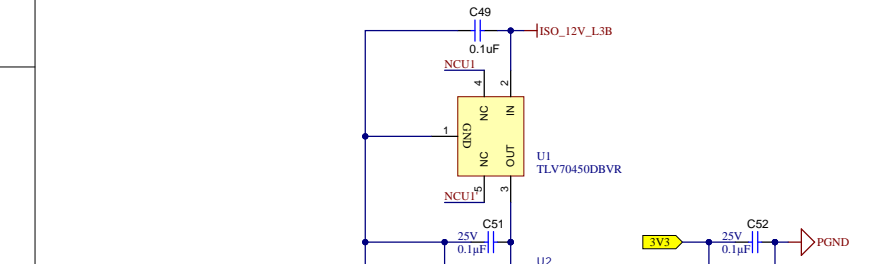 C49
ISO_12V_L3B
0.1uF
NCU1
4
2
NC
IN
1
GND
U1
TLV70450DBVR
NC
OUT
5
3
NCU1'
C51
C52
25V
0.1µF
3V3
25V
0.1µF
PGND
U2